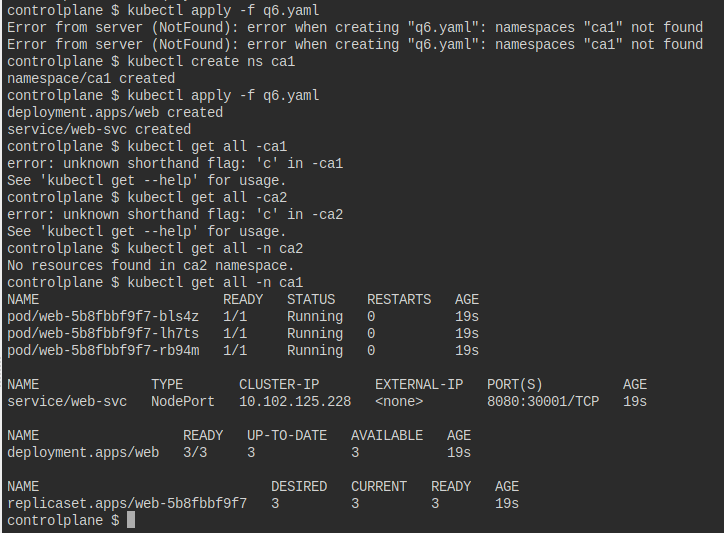 controlplane $ kubectl apply -f q6.yaml
Error from server (NotFound): error when creating "q6.yaml": namespaces "ca1" not found
Error from server (NotFound): error when creating "q6.yaml": namespaces "ca1" not found
controlplane $ kubectl create ns ca1
namespace/ca1 created
controlplane $ kubectl apply -f q6.yaml
deployment.apps/web created
service/web-svc created
controlplane $ kubectl get all -ca1
error: unknown shorthand flag: 'c' in -ca1
See 'kubectl get --help' for usage.
controlplane $ kubectl get all -ca2
error: unknown shorthand flag: 'c' in -ca2
See 'kubectl get --help' for usage.
controlplane $ kubectl get all -n ca2
No resources found in ca2 namespace.
controlplane $ kubectl get all -n ca1
NAME                       READY   STATUS    RESTARTS   AGE
pod/web-5b8fbbf9f7-bls4z   1/1     Running   0          19s
pod/web-5b8fbbf9f7-lh7ts   1/1     Running   0          19s
pod/web-5b8fbbf9f7-rb94m   1/1     Running   0          19s

NAME              TYPE       CLUSTER-IP       EXTERNAL-IP   PORT(S)          AGE
service/web-svc   NodePort   10.102.125.228   <none>        8080:30001/TCP   19s

NAME                  READY   UP-TO-DATE   AVAILABLE   AGE
deployment.apps/web   3/3     3            3           19s

NAME                             DESIRED   CURRENT   READY   AGE
replicaset.apps/web-5b8fbbf9f7   3         3         3       19s
controlplane $